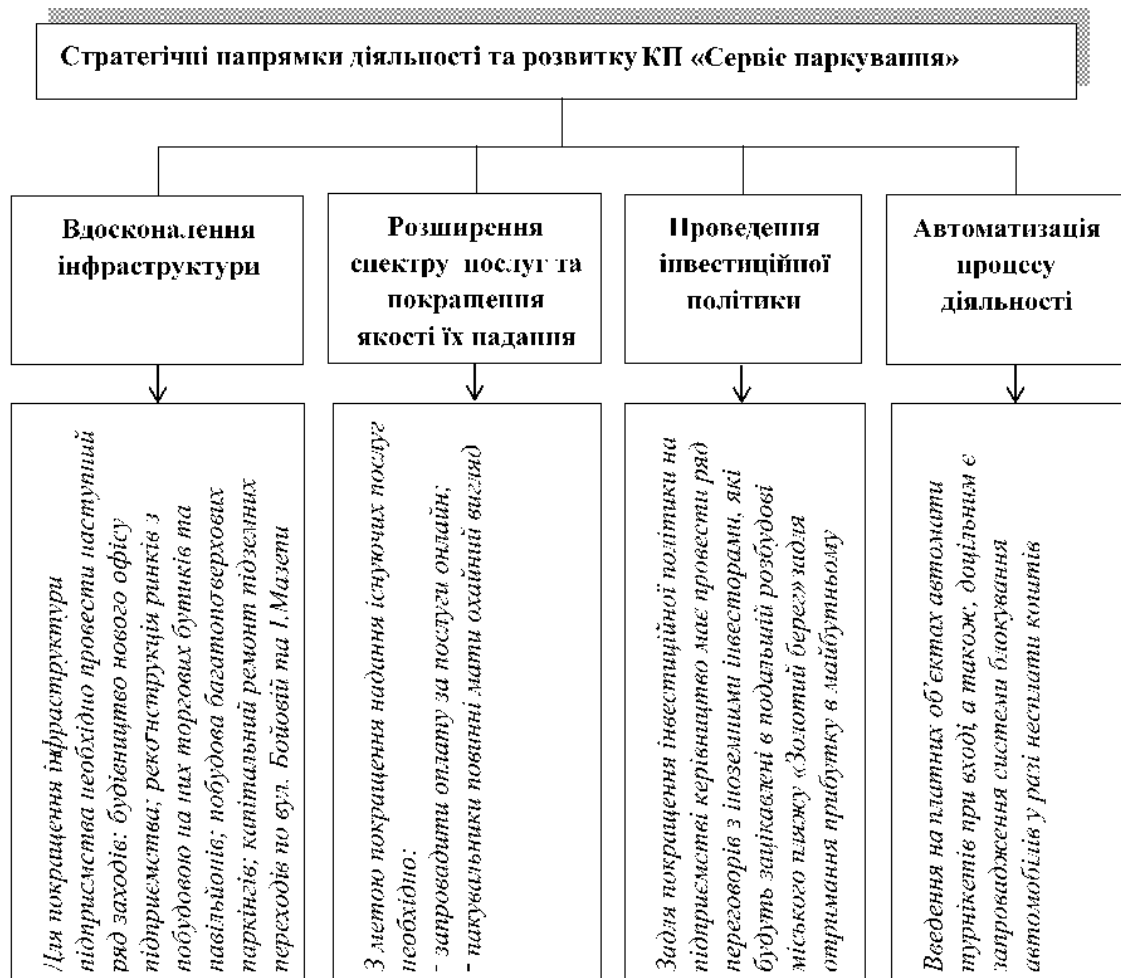 Стратегічні напрямки діяльності та розвитку КП «Сервіс паркування»
Вдосконалення
інфраструктури
Розширення
спектру послуг та
покращення
якості їх надання
Проведення
інвестиційної
політики
Автоматизація
процесу
діяльності
Для покращення інфраструктури
підприємства необхідно провести наступний
ряд заходів: будівництво нового офісу
підприємства; реконструкція ринків з
побудовою на них торгових бутиків та
павільйонів; побудова багатоповерхових
паркінгів; капітальний ремонт підземних
переходів по вул. Бойовій та І.Мазепи
З метою покращення надання існуючих послуг
необхідно:
- запровадити оплату за послуги онлайн;
- пакувальники повинні мати охайний вигляд
Задля покращення інвестиційної політики на
підприємстві керівництво має провести ряд
переговорів з іноземними інвесторами, які
будуть зацікавлені в подальшій розбудові
міського пляжу «Золотий берег» задля
отримання прибутку в майбутньому
Введення на платних об'єктах автомати
турнікетів при вході, а також, доцільним є
запровадження системи блокування
автомобілів у разі несплати коштів